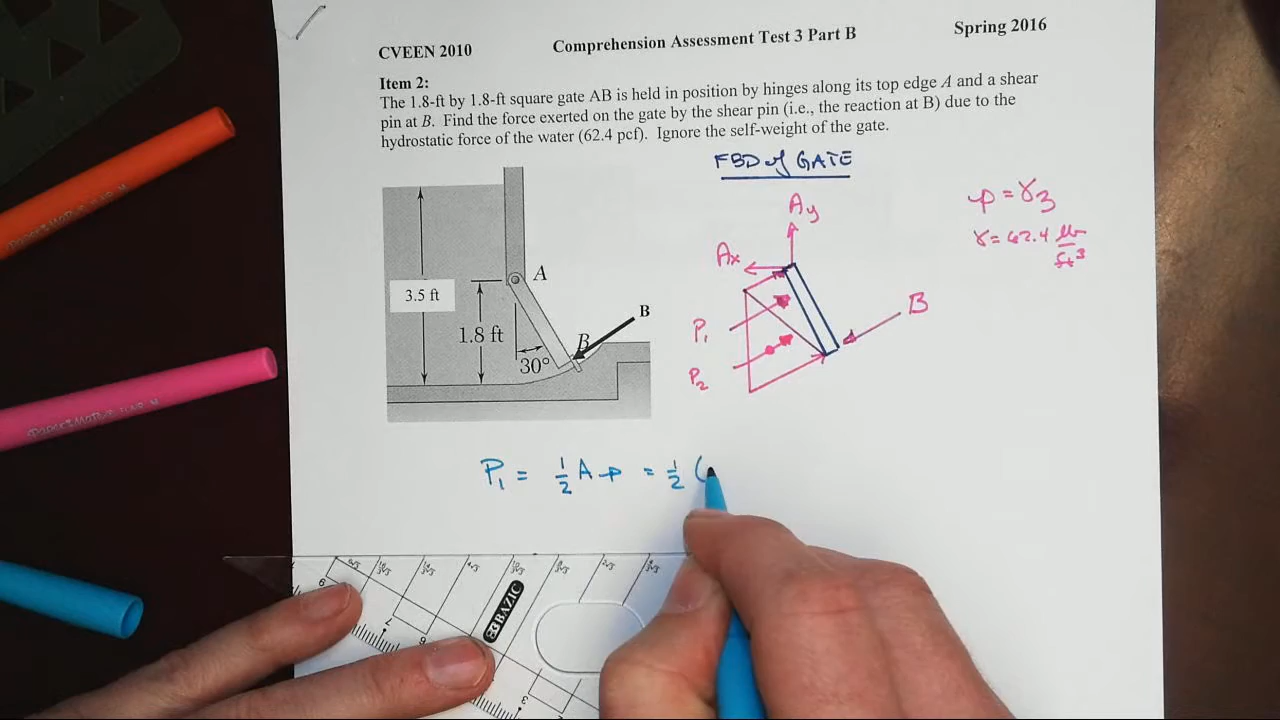 CVEEN 2010 Comprehension Assessment Test 3 Part B Spring 2016
Item 2:
The 1.8-ft by 1.8-ft square gate AB is held in position by hinges along its top edge A and a shear
pin at B. Find the force exerted on the gate by the shear pin (i.e., the reaction at B) due to the
hydrostatic force of the water (62.4 pcf). Ignore the self-weight of the gate.
FBD of GATE
3.5 ft
1.8 ft
30°
A
B
B
Ay
Ax
P₁
P₂
B
p = γz
γ = 62.4 lb/ft³
P₁ = ½ A p = ½ (
BAZIC